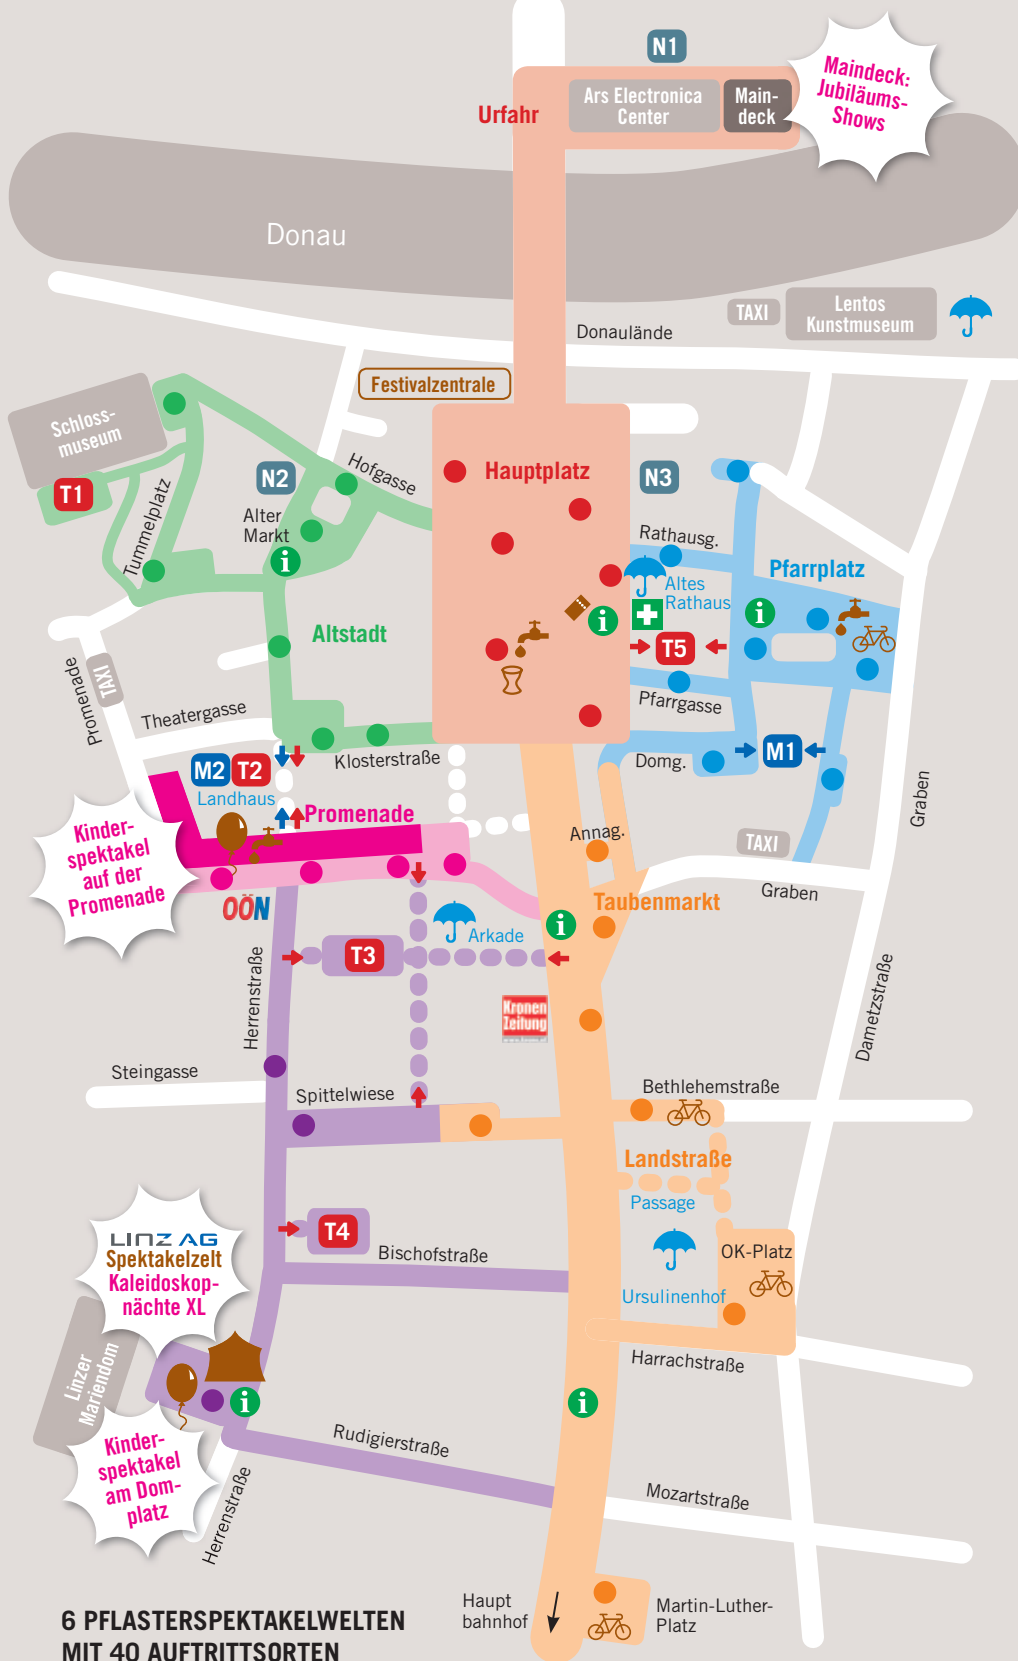 N1
Maindeck:
Jubiläums-
Shows
Urfahr
Ars Electronica
Center
Main-
deck
Donau
TAXI
Lentos
Kunstmuseum
Donaulände
Festivalzentrale
Schloss-
museum
T1
N2
Hofgasse
Hauptplatz
N3
Tummelplatz
Alter
Markt
i
Rathausg.
Pfarrplatz
Altes
Rathaus
i
i
Altstadt
T5
Promenade
TAXI
Theatergasse
Pfarrgasse
Klosterstraße
Domg.
M1
M2
T2
Landhaus
Promenade
Graben
Kinder-
spektakel
auf der
Promenade
Annag.
TAXI
Graben
OÖN
Taubenmarkt
i
Arkade
T3
Herrenstraße
Kronen
Zeitung
Dametzstraße
Steingasse
Spittelwiese
Bethlehemstraße
Landstraße
Passage
T4
Bischofstraße
OK-Platz
LINZ AG
Spektakelzelt
Kaleidoskop-
nächte XL
Ursulinenhof
Harrachstraße
Linzer
Mariendom
i
i
Kinder-
spektakel
am Dom-
platz
Rudigierstraße
Mozartstraße
Herrenstraße
Haupt
bahnhof
Martin-Luther-
Platz
6 PFLASTERSPEKTAKELWELTEN
MIT 40 AUFTRITTSORTEN